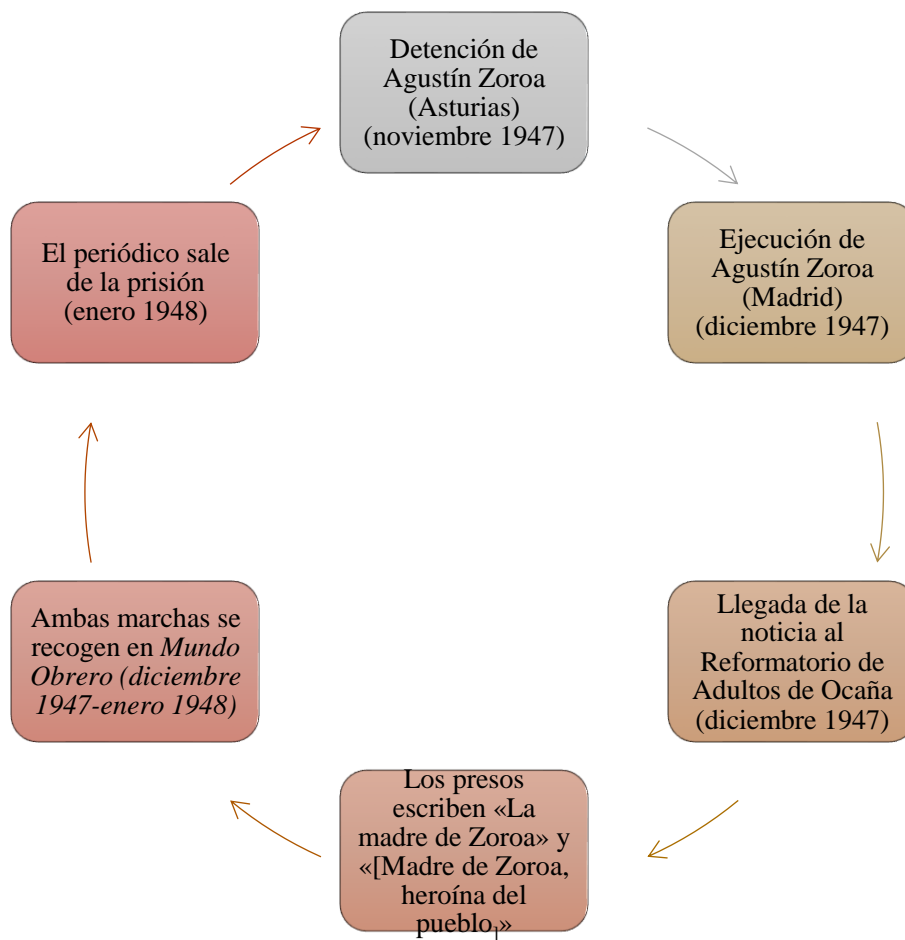 Detención de
Agustín Zoroa
(Asturias)
(noviembre 1947)
Ejecución de
Agustín Zoroa
(Madrid)
(diciembre 1947)
Llegada de la
noticia al
Reformatorio de
Adultos de Ocaña
(diciembre 1947)
Los presos
escriben «La
madre de Zoroa» y
«[Madre de Zoroa,
heroína del
pueblo]»
Ambas marchas se
recogen en Mundo
Obrero (diciembre
1947-enero 1948)
El periódico sale
de la prisión
(enero 1948)